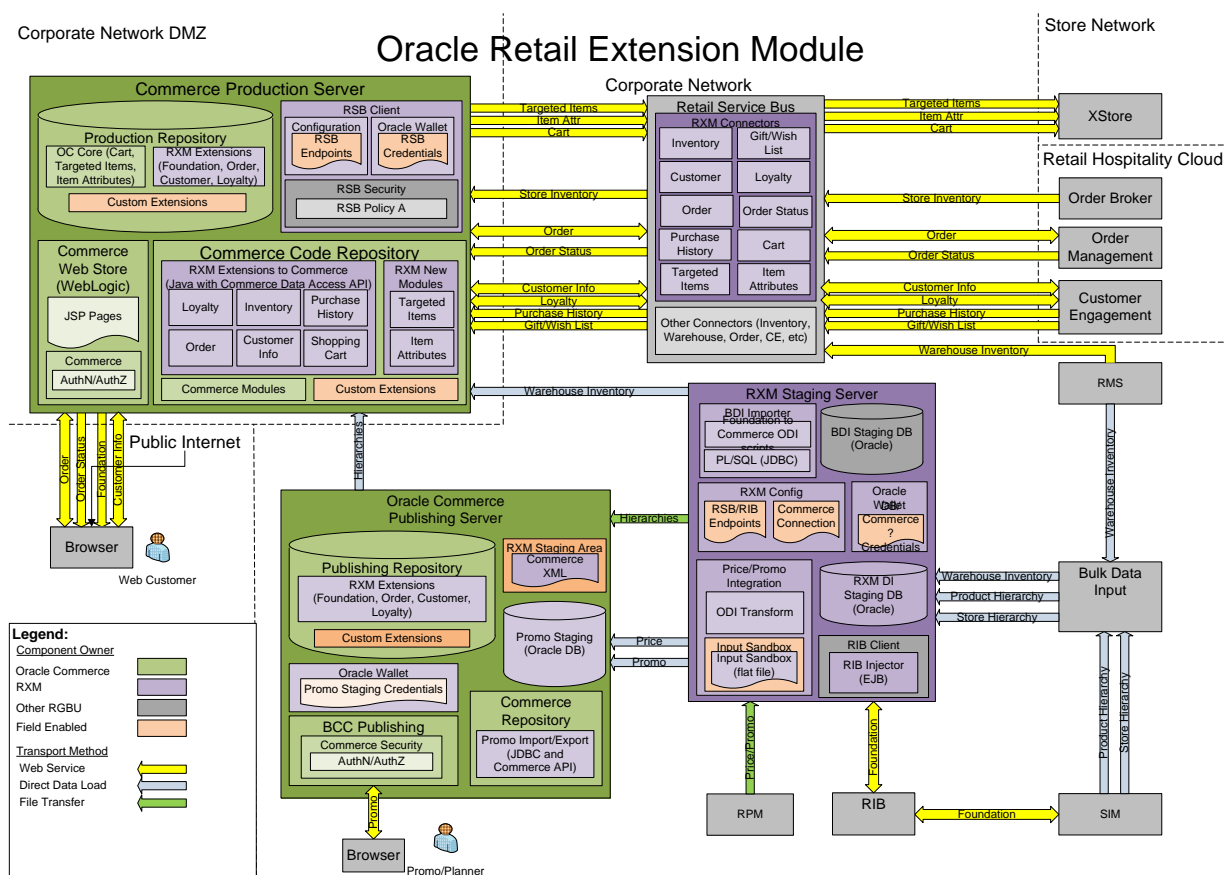 Corporate Network DMZ
Oracle Retail Extension Module
Store Network
Corporate Network
Commerce Production Server
Production Repository
OC Core (Cart,
Targeted Items,
Item Attributes)
RXM Extensions
(Foundation, Order,
Customer, Loyalty)
Custom Extensions
RSB Client
Configuration
RSB
Endpoints
Oracle Wallet
RSB
Credentials
RSB Security
RSB Policy A
Commerce
Web Store
(WebLogic)
JSP Pages
Commerce
AuthN/AuthZ
Commerce Code Repository
RXM Extensions to Commerce
(Java with Commerce Data Access API)
Loyalty
Inventory
Purchase
History
Order
Customer
Info
Shopping
Cart
RXM New
Modules
Targeted
Items
Item
Attributes
Commerce Modules
Custom Extensions
Targeted Items
Item Attr
Cart
Store Inventory
Order
Order Status
Customer Info
Loyalty
Purchase History
Gift/Wish List
Warehouse Inventory
Retail Service Bus
RXM Connectors
Inventory
Gift/Wish
List
Customer
Loyalty
Order
Order Status
Purchase
History
Cart
Targeted
Items
Item
Attributes
Other Connectors (Inventory,
Warehouse, Order, CE, etc)
Targeted Items
Item Attr
Cart
Store Inventory
Order
Order Status
Customer Info
Loyalty
Purchase History
Gift/Wish List
Warehouse Inventory
XStore
Retail Hospitality Cloud
Order Broker
Order
Management
Customer
Engagement
RMS
Warehouse Inventory
Public Internet
Order
Order Status
Foundation
Customer Info
Browser
Web Customer
Hierarchies
Oracle Commerce
Publishing Server
Publishing Repository
RXM Extensions
(Foundation, Order, Customer,
Loyalty)
Custom Extensions
RXM Staging Area
Commerce
XML
Promo Staging
(Oracle DB)
Oracle Wallet
Promo Staging Credentials
BCC Publishing
Commerce Security
AuthN/AuthZ
Commerce
Repository
Promo Import/Export
(JDBC and
Commerce API)
Promo
Browser
Promo/Planner
Hierarchies
Price
Promo
RXM Staging Server
BDI Importer
Foundation to
Commerce ODI
scripts
PL/SQL (JDBC)
BDI Staging DB
(Oracle)
RXM Config
RSB/RIB
Endpoints
Commerce
Connection
Oracle
Wallet
DB/
Commerce
?
Credentials
Price/Promo
Integration
ODI Transform
Input Sandbox
Input Sandbox
(flat file)
RXM DI
Staging DB
(Oracle)
RIB Client
RIB Injector
(EJB)
Warehouse Inventory
Product Hierarchy
Store Hierarchy
Bulk Data
Input
Product Hierarchy
Store Hierarchy
Price/Promo
Foundation
RPM
RIB
Foundation
SIM
Legend:
Component Owner
Oracle Commerce
RXM
Other RGBU
Field Enabled
Transport Method
Web Service
Direct Data Load
File Transfer